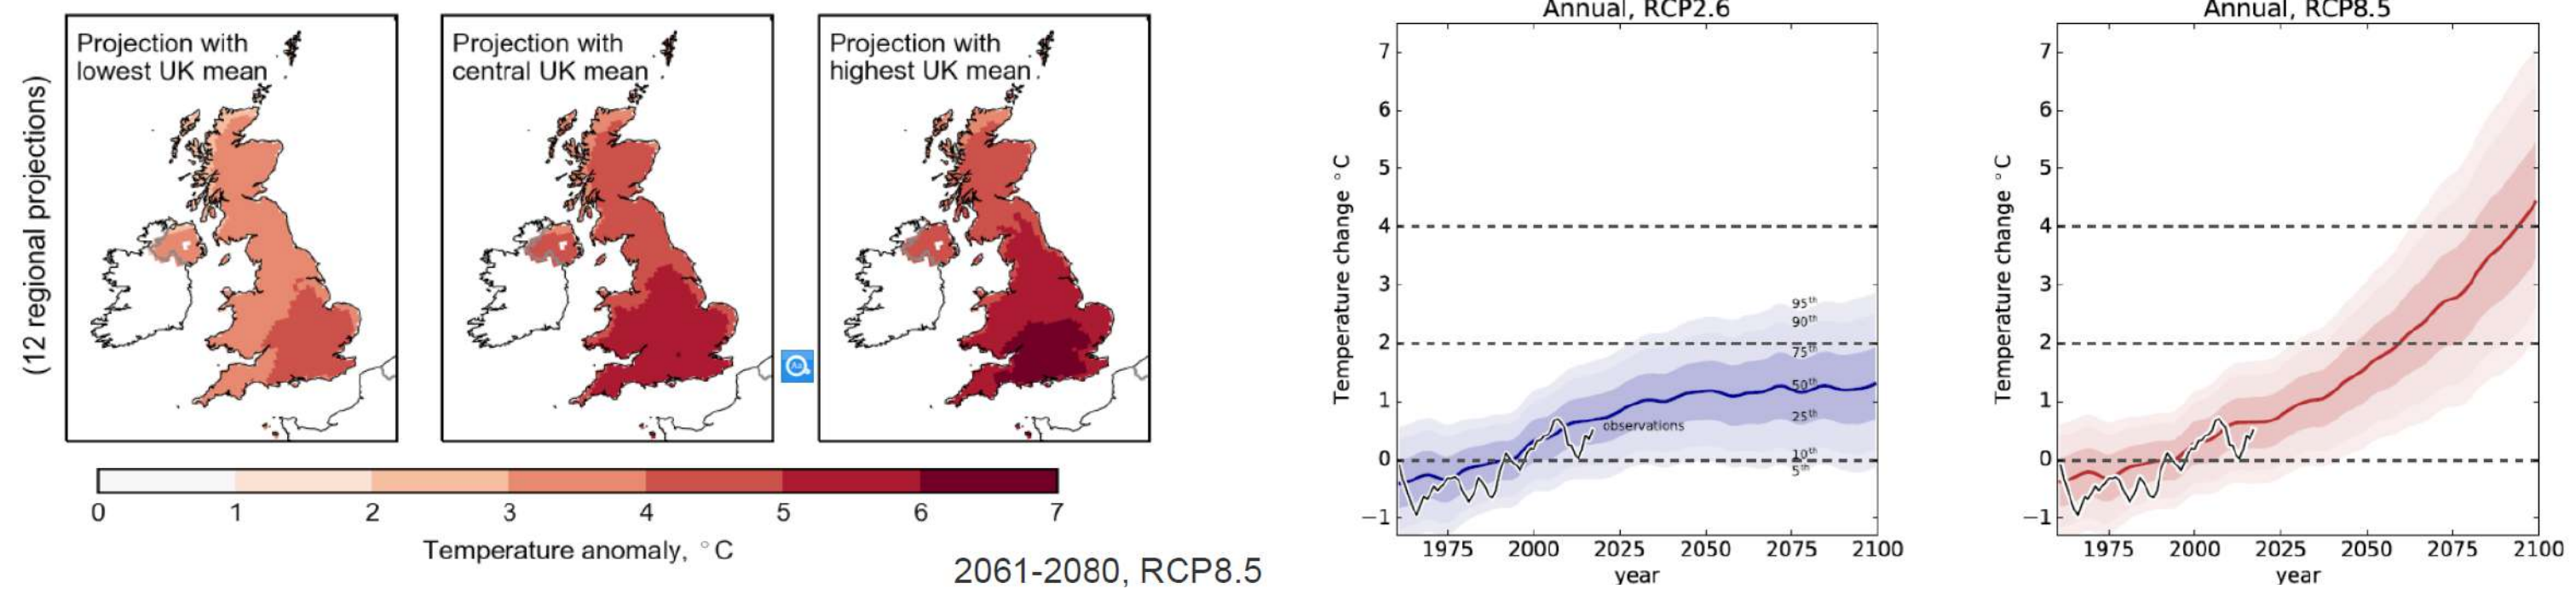 (12 regional projections)
Projection with
lowest UK mean
Projection with
central UK mean
Projection with
highest UK mean
0 1 2 3 4 5 6 7
Temperature anomaly, °C
2061-2080, RCP8.5
Aa
Annual, RCP2.6
Temperature change °C
7
6
5
4
3
2
1
0
−1
95th
90th
75th
50th
25th
10th
5th
observations
1975 2000 2025 2050 2075 2100
year
Annual, RCP8.5
Temperature change °C
7
6
5
4
3
2
1
0
−1
1975 2000 2025 2050 2075 2100
year